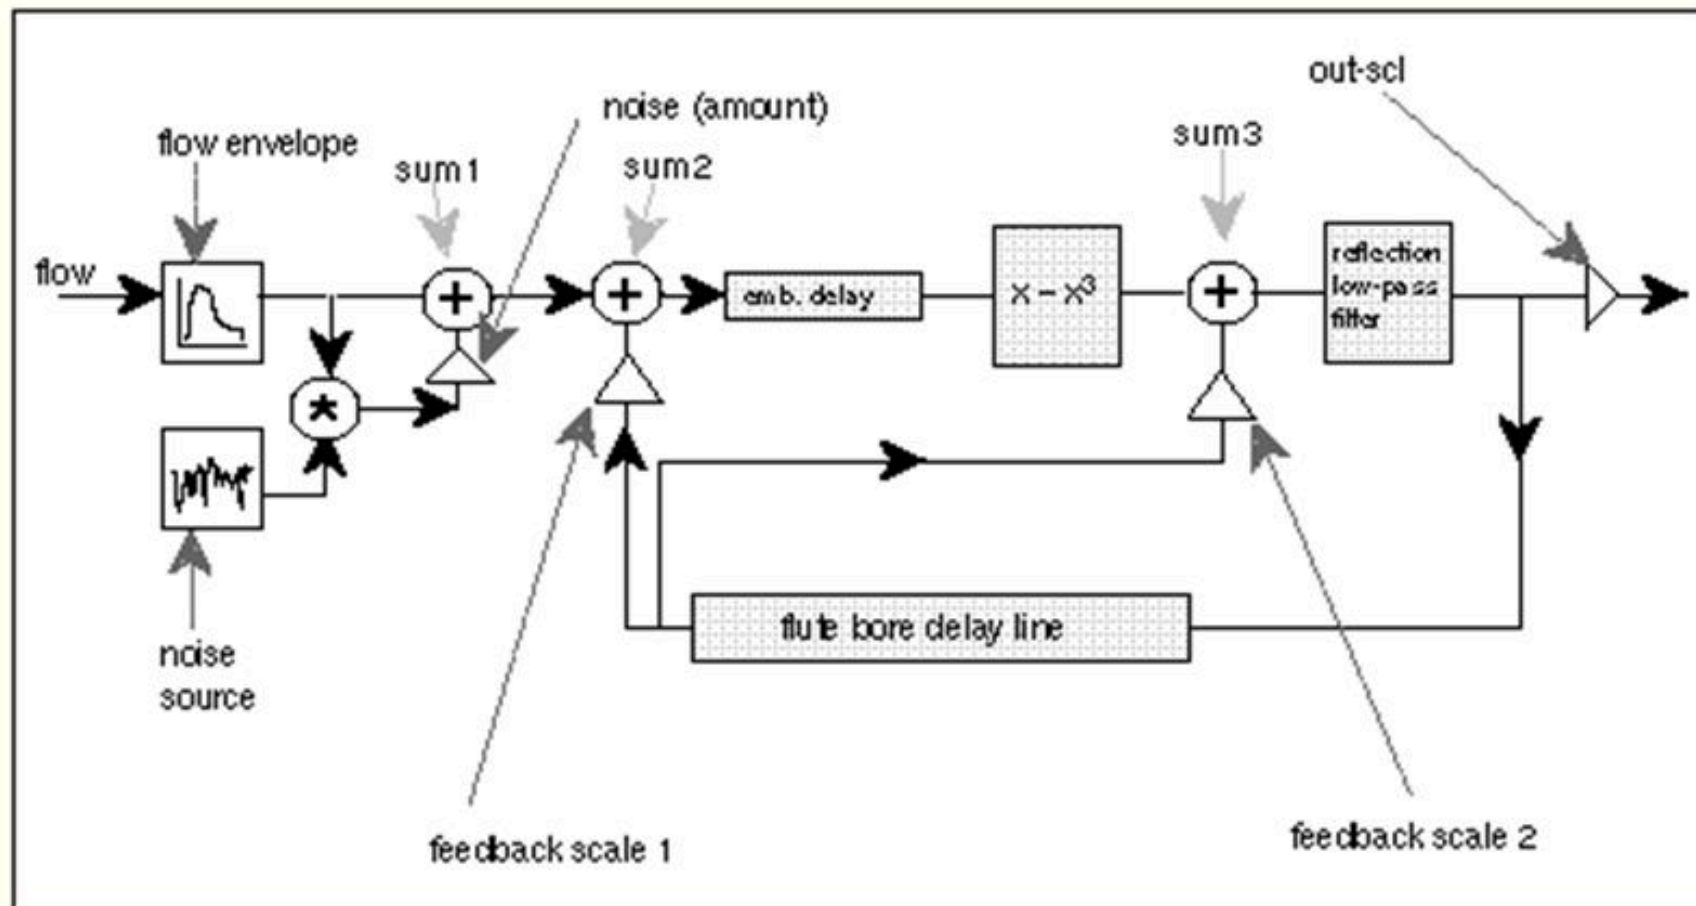 out-scl
noise (amount)
sum3
flow envelope
sum1
sum2
flow
+
+
emb. delay
x - x³
+
reflection
low-pass
filter
*
flute bore delay line
noise
source
feedback scale 1
feedback scale 2